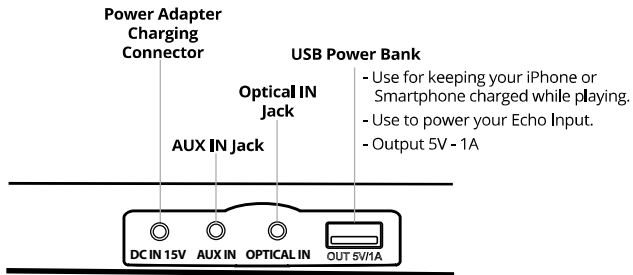 Power Adapter
Charging
Connector
USB Power Bank
- Use for keeping your iPhone or
Smartphone charged while playing.
- Use to power your Echo Input.
- Output 5V - 1A
Optical IN
Jack
AUX IN Jack
DC IN 15V AUX IN OPTICAL IN OUT 5V/1A